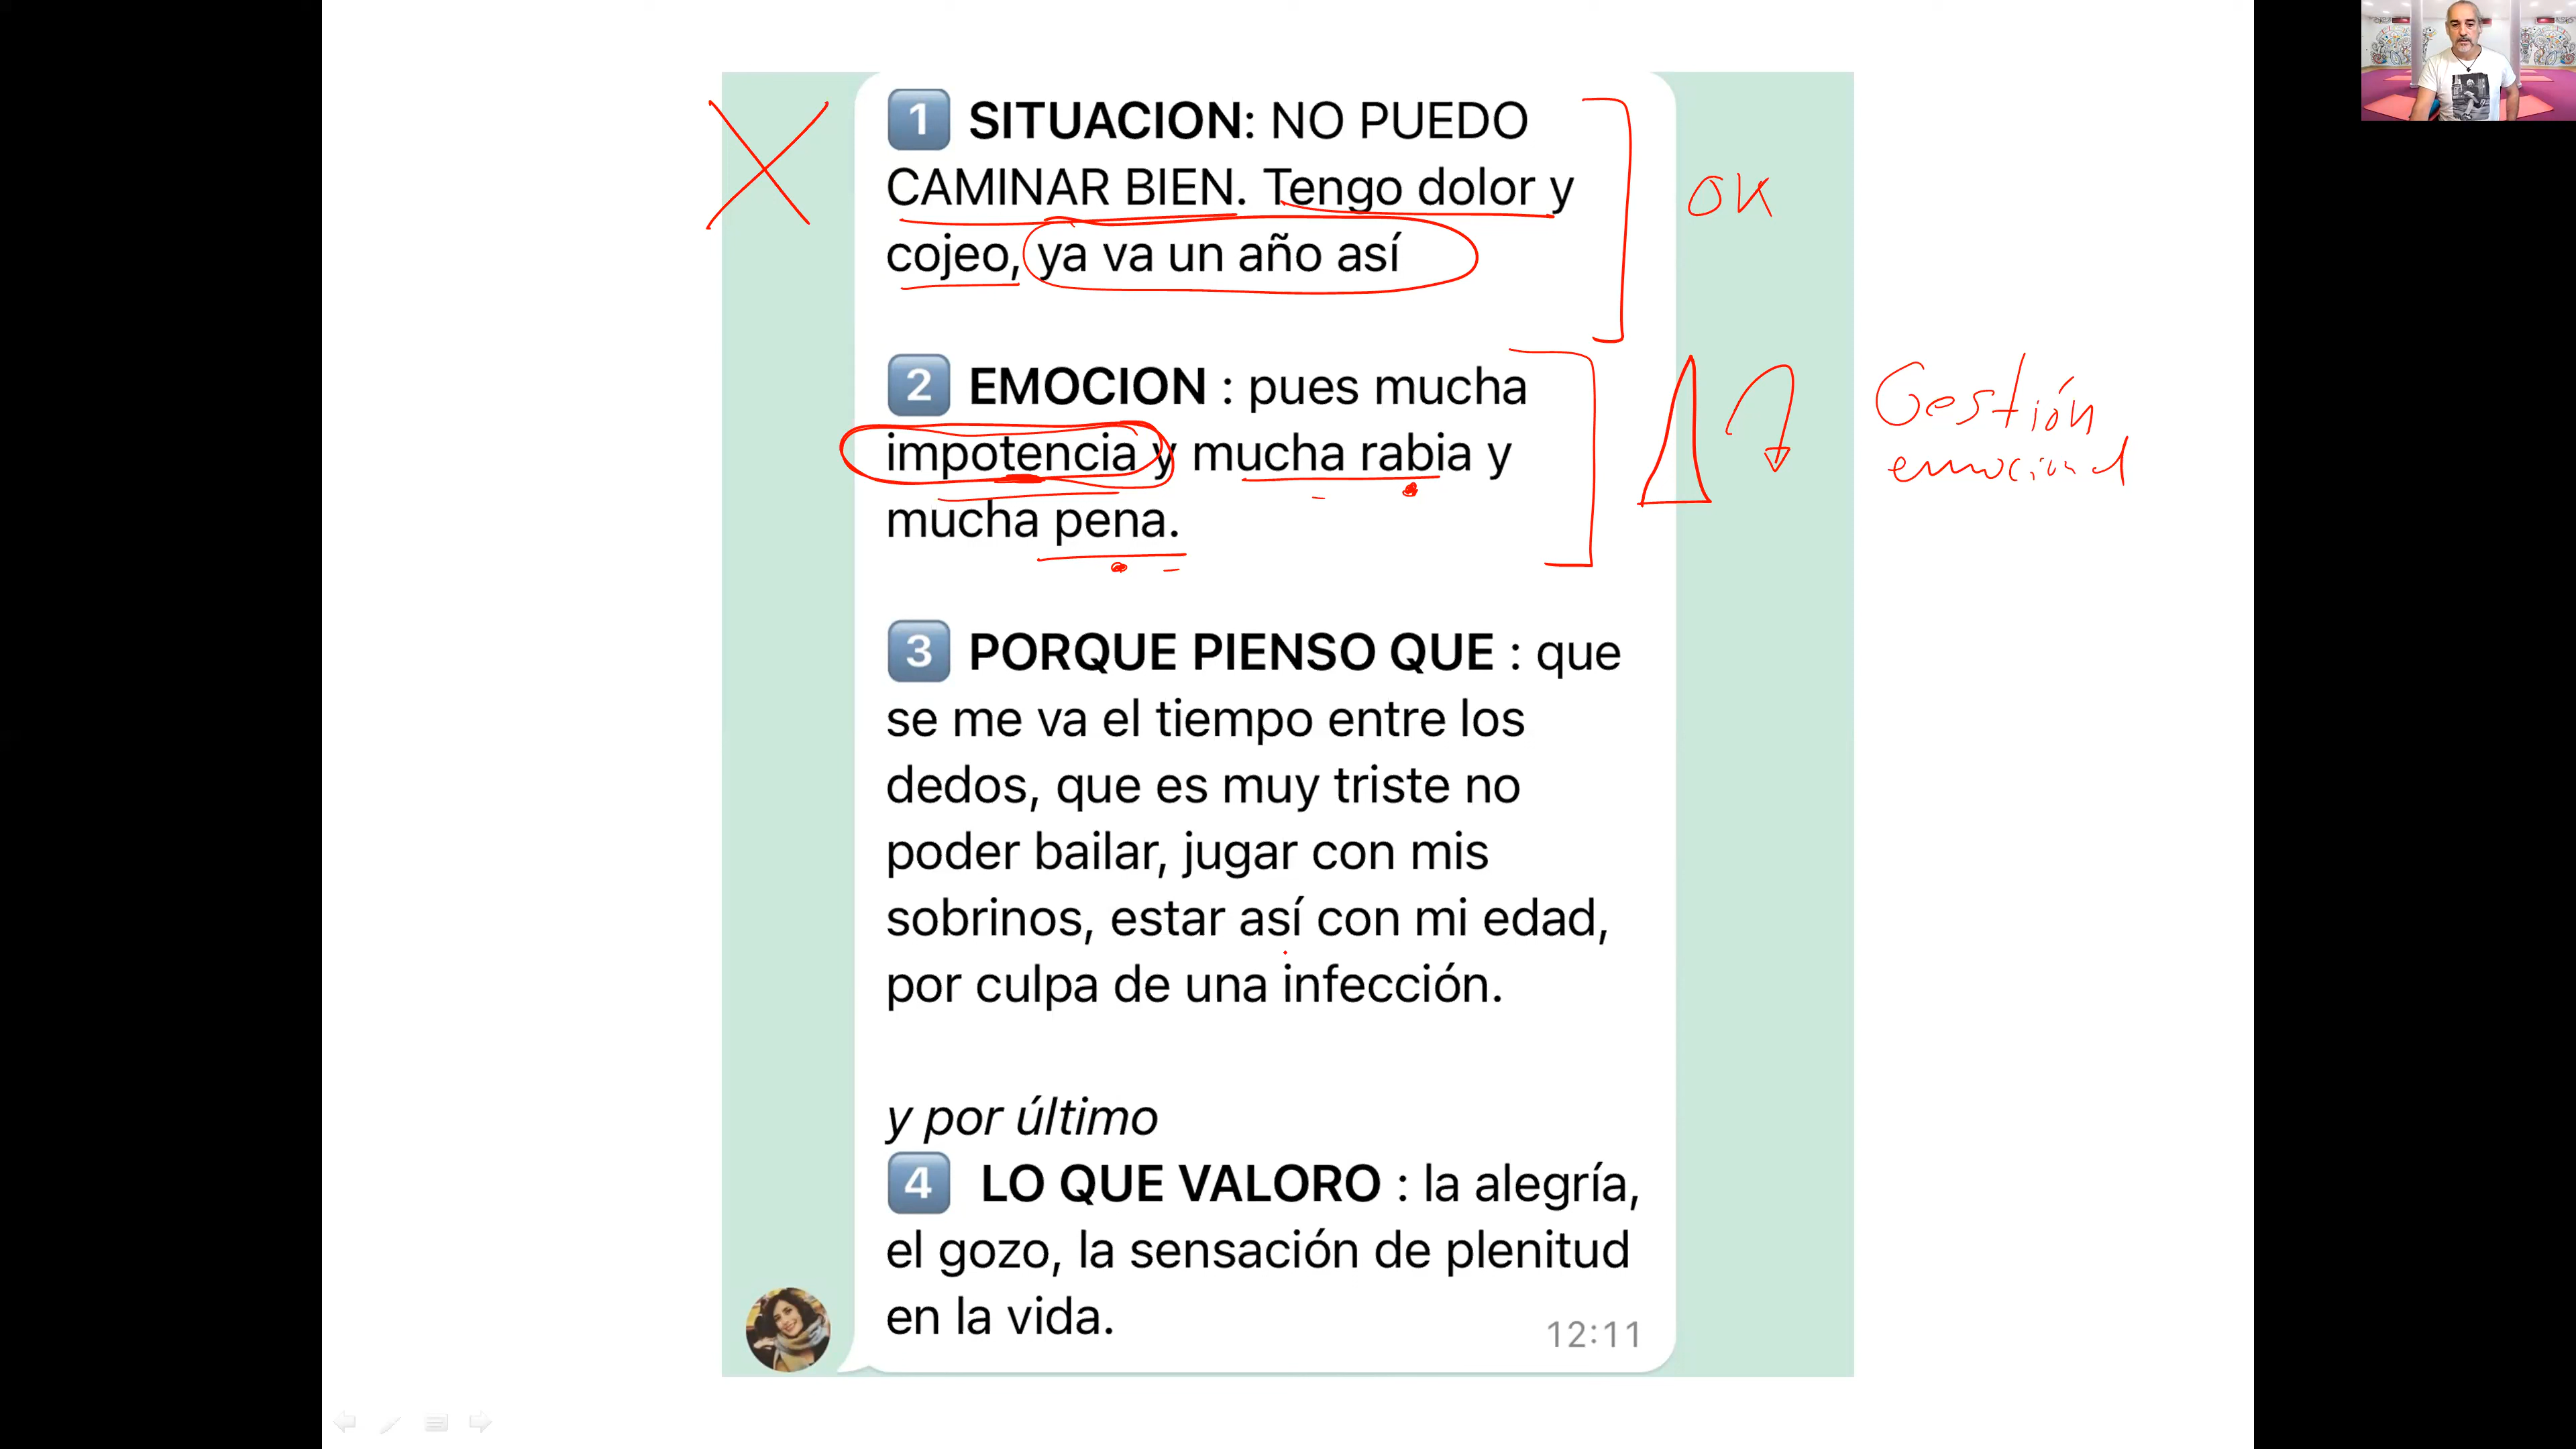 1 SITUACION: NO PUEDO
CAMINAR BIEN. Tengo dolor y
cojeo, ya va un año así
OK
2 EMOCION : pues mucha
impotencia y mucha rabia y
mucha pena.
Gestión
emocional
3 PORQUE PIENSO QUE : que
se me va el tiempo entre los
dedos, que es muy triste no
poder bailar, jugar con mis
sobrinos, estar así con mi edad,
por culpa de una infección.
y por último
4 LO QUE VALORO : la alegría,
el gozo, la sensación de plenitud
en la vida.
12:11